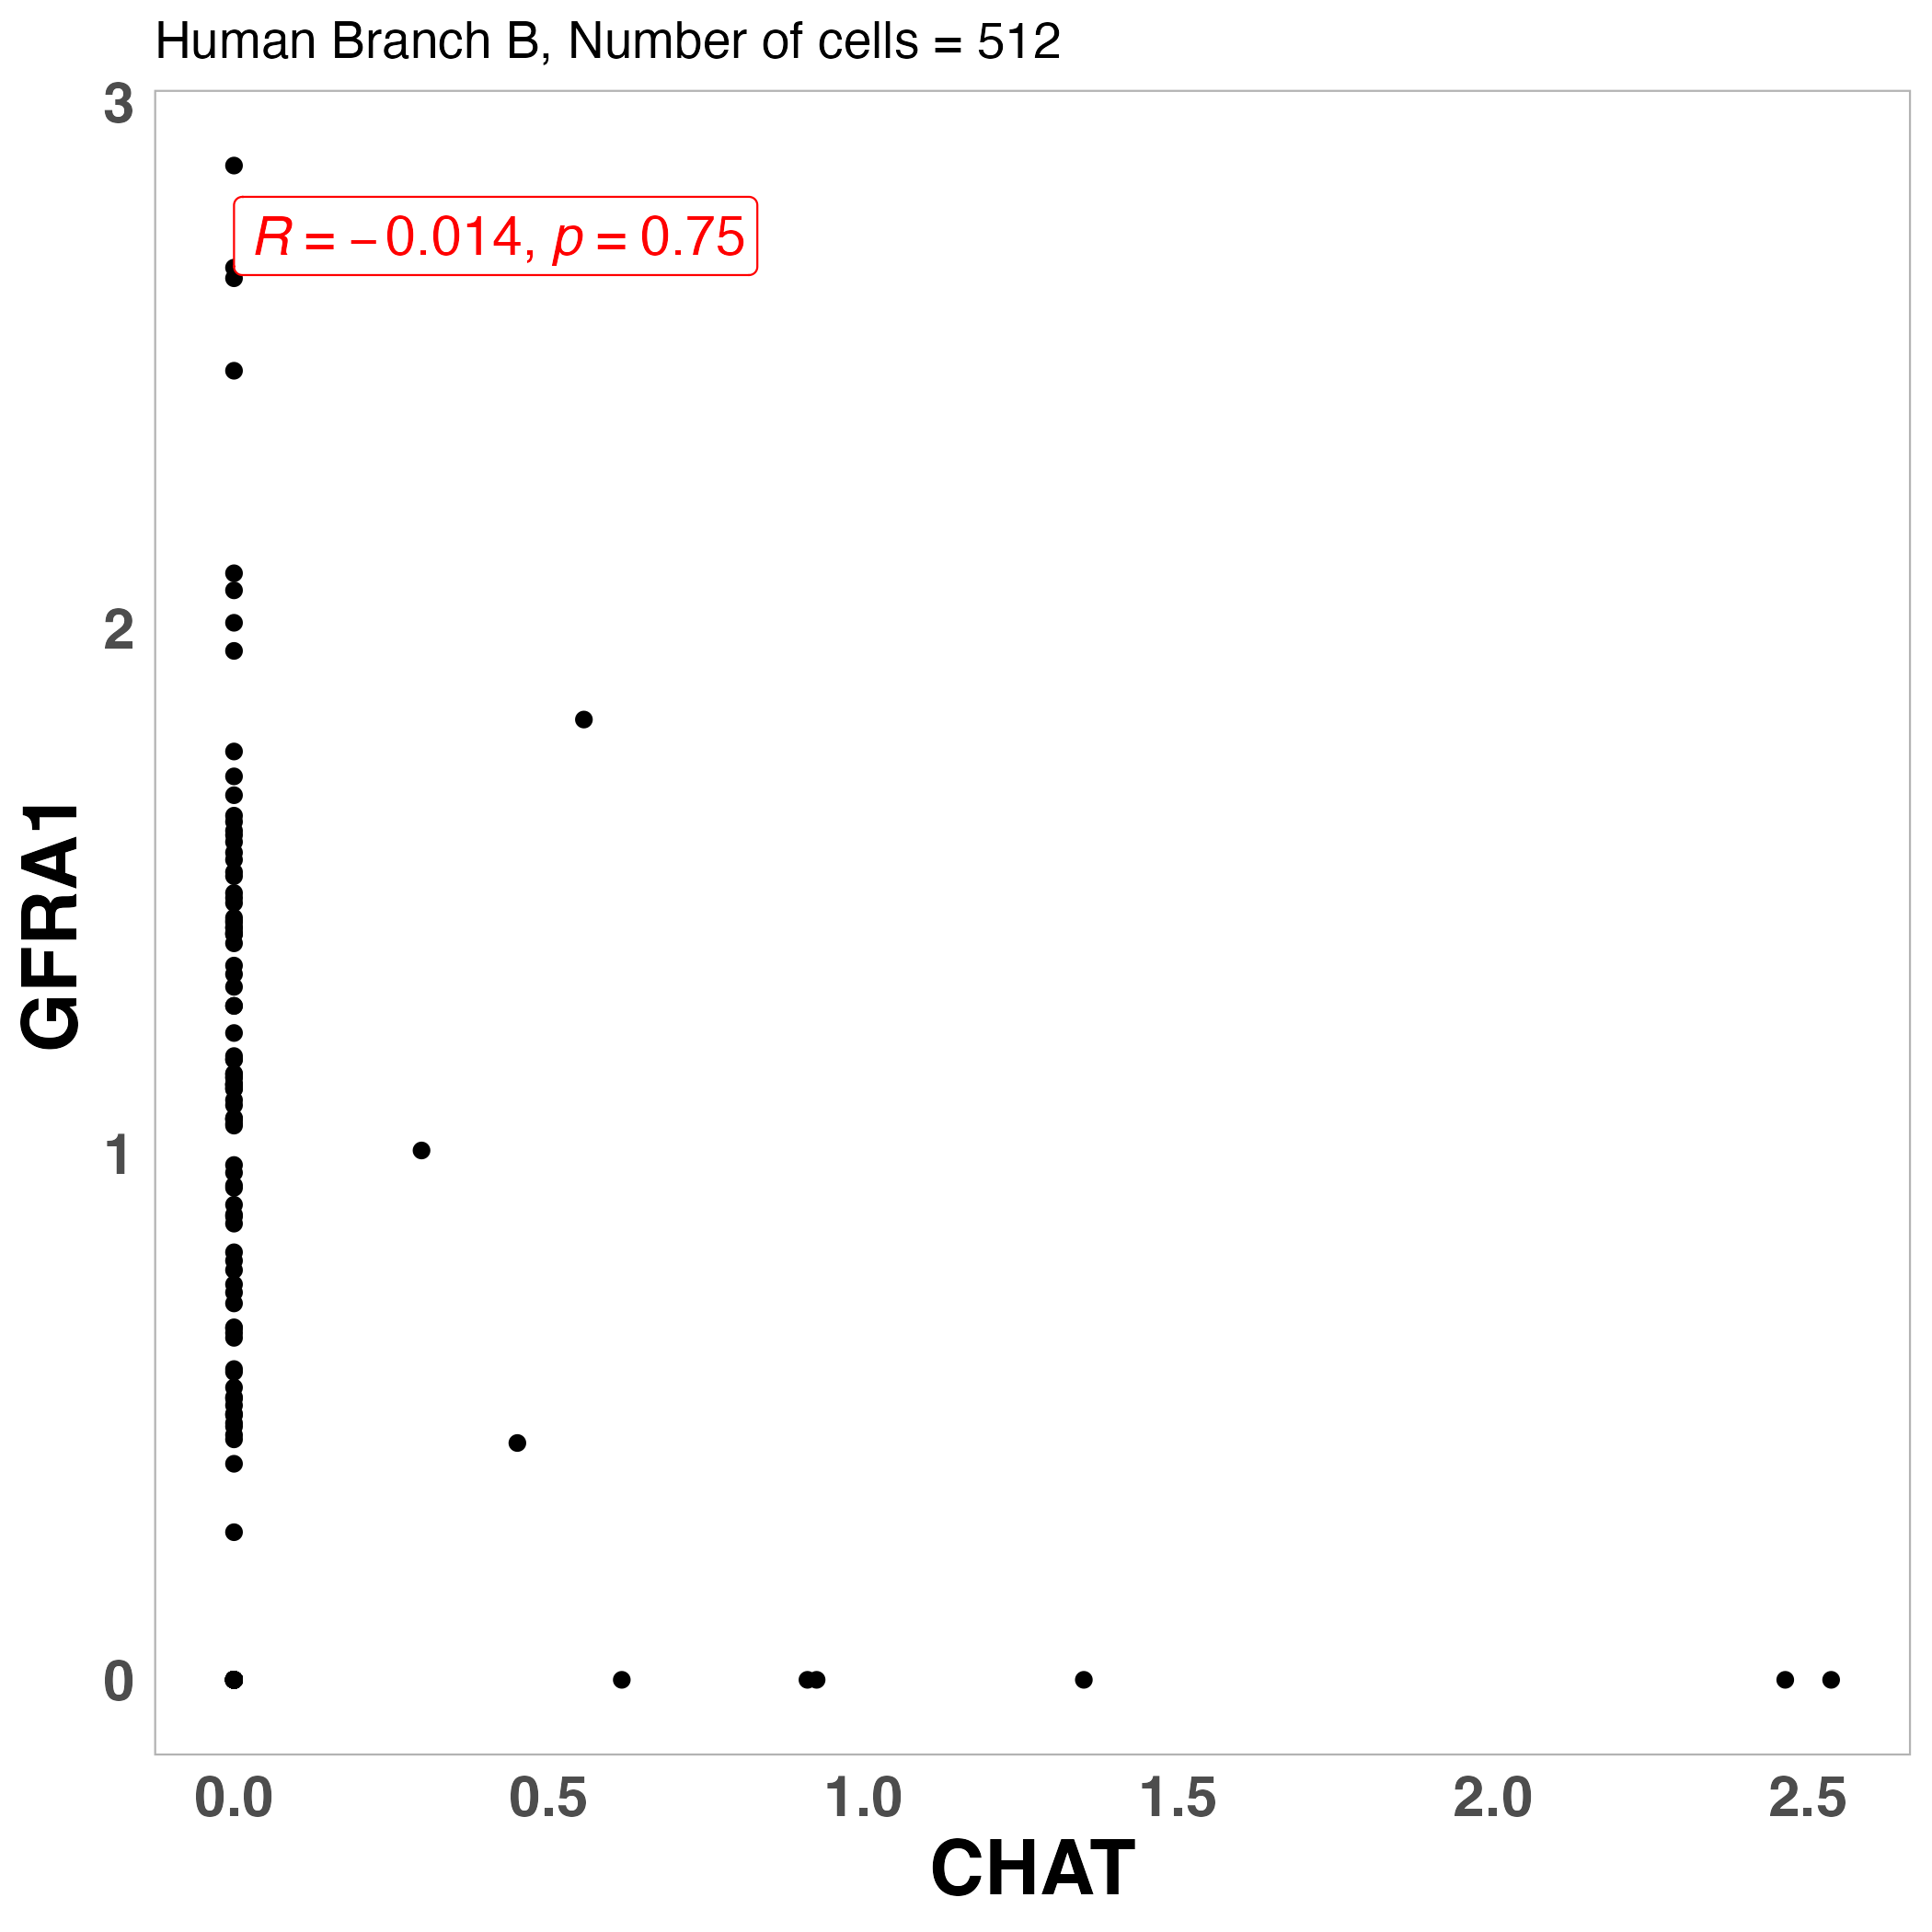 Human Branch B, Number of cells = 512
3
R = −0.014, p = 0.75
2
GFRA1
1
0
0.0 0.5 1.0 1.5 2.0 2.5
CHAT